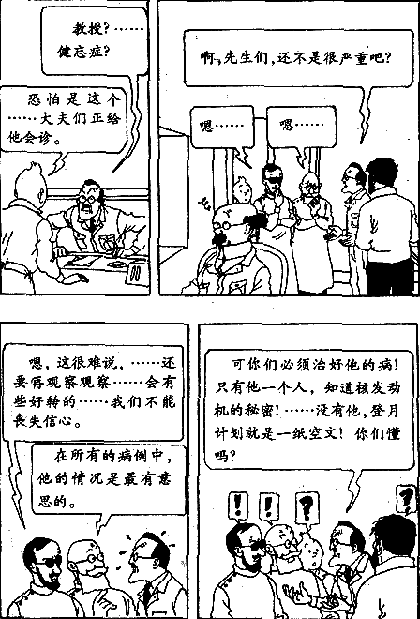 教授?……
健忘症?
恐怕是这个
……大夫们正给
他会诊。
啊,先生们,还不是很严重吧?
嗯……
嗯……
嗯,这很难说,……还
要再观察观察……会有
些好转的……我们不能
丧失信心。
在所有的病例中,
他的情况是最有意
思的。
可你们必须治好他的病!
只有他一个人,知道核发动
机的秘密!……没有他,登月
计划就是一纸空文!你们懂
吗?
!
!
?
?